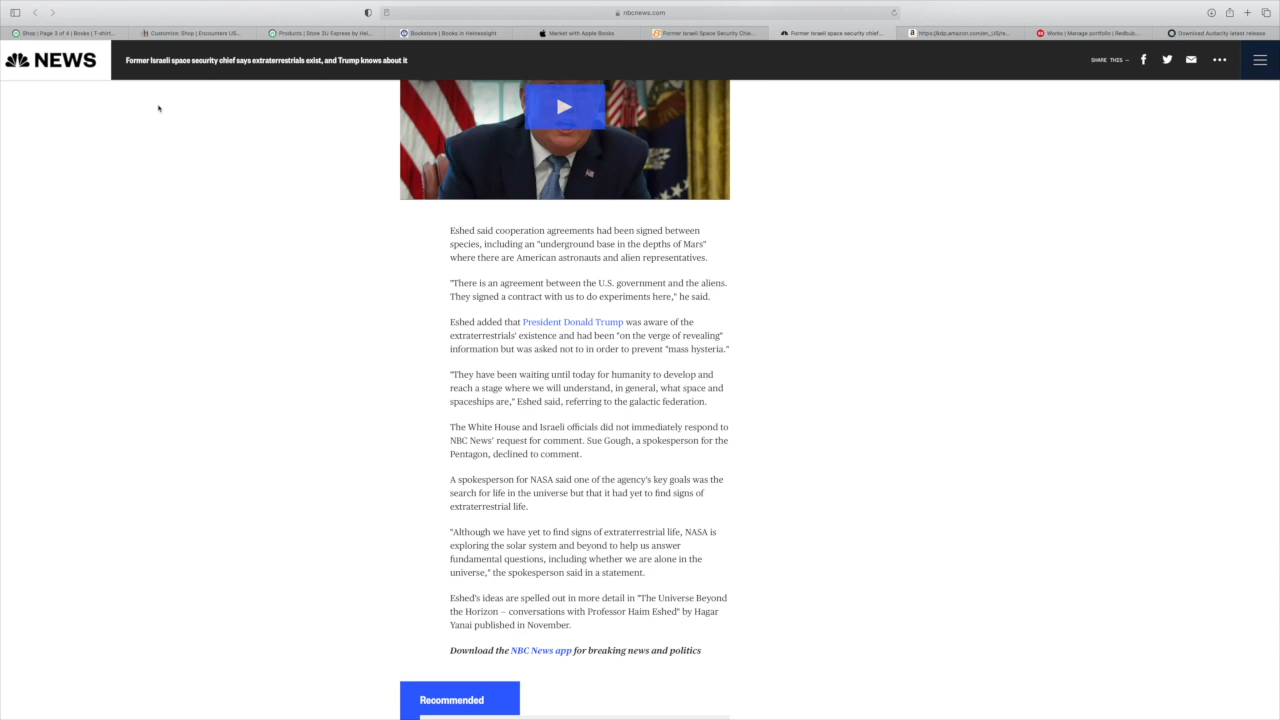 nbcnews.com
Shop | Page 3 of 4 | Books | T-shirt...
Customize: Shop | Encounters US...
Products | Store 3U Express by Hei...
Bookstore | Books in Heinessight
Market with Apple Books
Former Israeli Space Security Chie...
Former Israeli space security chief...
https://kdp.amazon.com/en_US/re...
Works | Manage portfolio | Redbub...
Download Audacity latest release
NEWS
Former Israeli space security chief says extraterrestrials exist, and Trump knows about it
SHARE THIS —
Eshed said cooperation agreements had been signed between
species, including an "underground base in the depths of Mars"
where there are American astronauts and alien representatives.
"There is an agreement between the U.S. government and the aliens.
They signed a contract with us to do experiments here," he said.
Eshed added that President Donald Trump was aware of the
extraterrestrials' existence and had been "on the verge of revealing"
information but was asked not to in order to prevent "mass hysteria."
"They have been waiting until today for humanity to develop and
reach a stage where we will understand, in general, what space and
spaceships are," Eshed said, referring to the galactic federation.
The White House and Israeli officials did not immediately respond to
NBC News' request for comment. Sue Gough, a spokesperson for the
Pentagon, declined to comment.
A spokesperson for NASA said one of the agency's key goals was the
search for life in the universe but that it had yet to find signs of
extraterrestrial life.
"Although we have yet to find signs of extraterrestrial life, NASA is
exploring the solar system and beyond to help us answer
fundamental questions, including whether we are alone in the
universe," the spokesperson said in a statement.
Eshed's ideas are spelled out in more detail in "The Universe Beyond
the Horizon — conversations with Professor Haim Eshed" by Hagar
Yanai published in November.
Download the NBC News app for breaking news and politics
Recommended